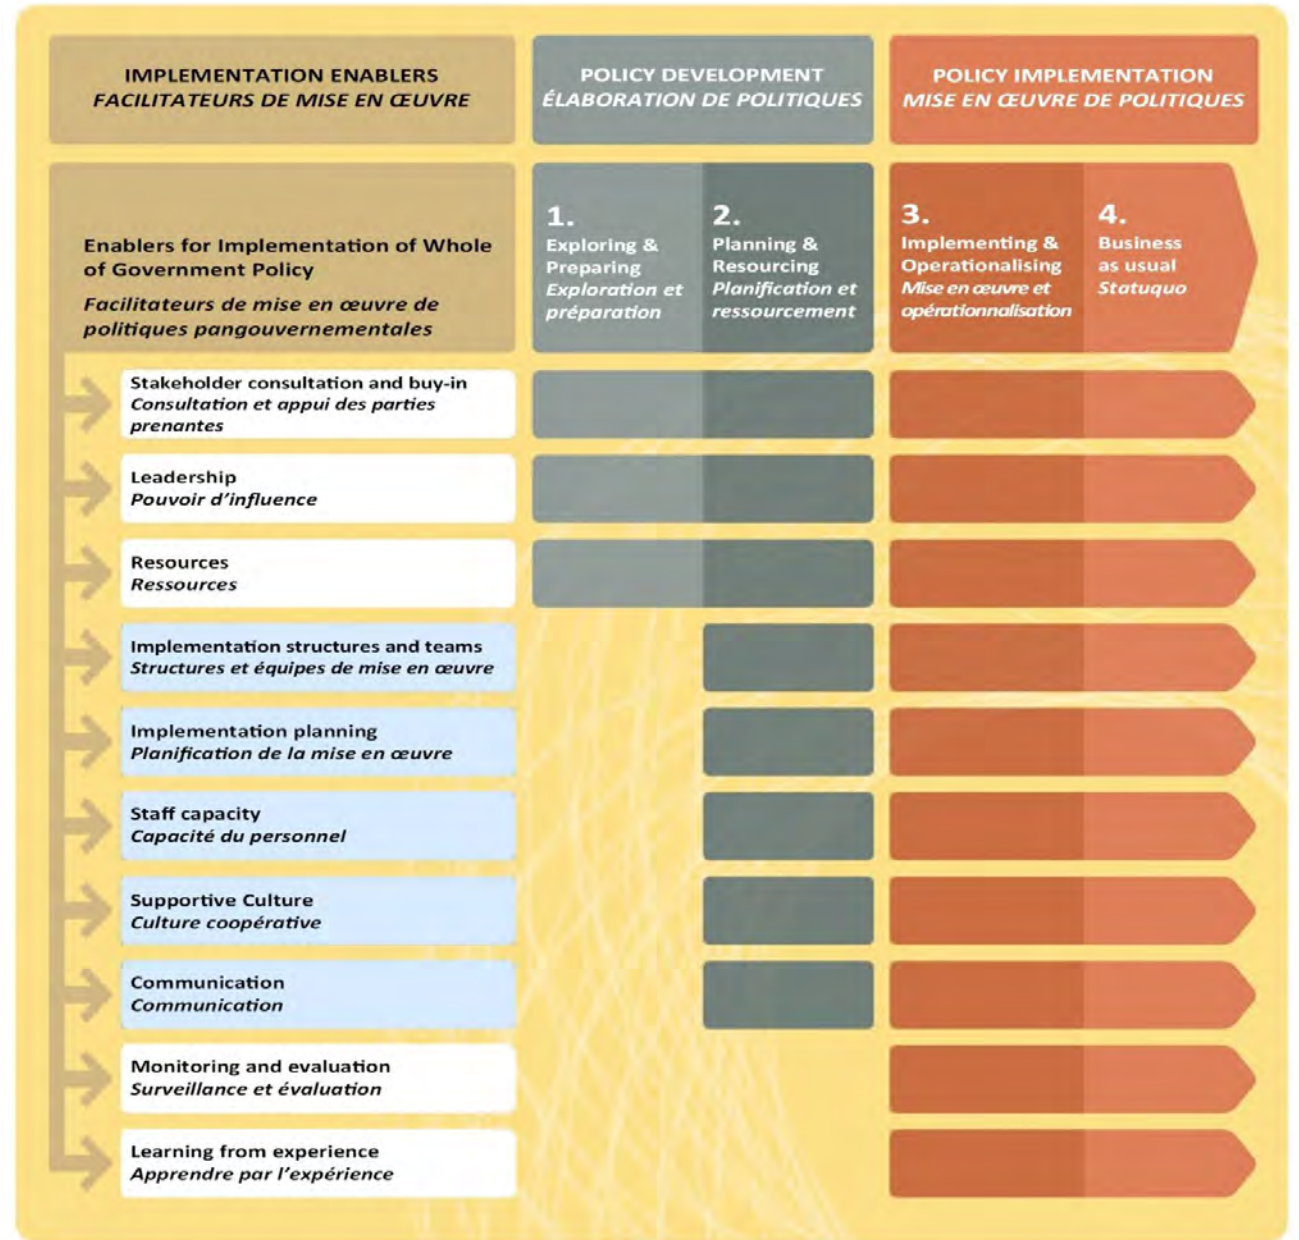 IMPLEMENTATION ENABLERS
FACILITATEURS DE MISE EN ŒUVRE
POLICY DEVELOPMENT
ÉLABORATION DE POLITIQUES
POLICY IMPLEMENTATION
MISE EN ŒUVRE DE POLITIQUES
Enablers for Implementation of Whole
of Government Policy
Facilitateurs de mise en œuvre de
politiques pangouvernementales
1.
Exploring &
Preparing
Exploration et
préparation
2.
Planning &
Resourcing
Planification et
ressourcement
3.
Implementing &
Operationalising
Mise en œuvre et
opérationnalisation
4.
Business
as usual
Statuquo
Stakeholder consultation and buy-in
Consultation et appui des parties
prenantes
Leadership
Pouvoir d'influence
Resources
Ressources
Implementation structures and teams
Structures et équipes de mise en œuvre
Implementation planning
Planification de la mise en œuvre
Staff capacity
Capacité du personnel
Supportive Culture
Culture coopérative
Communication
Communication
Monitoring and evaluation
Surveillance et évaluation
Learning from experience
Apprendre par l'expérience